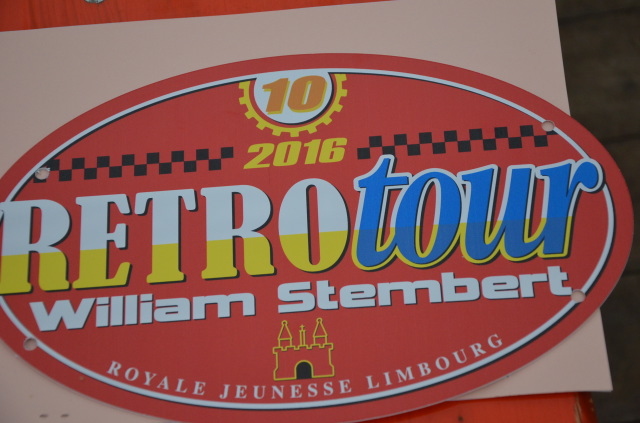 10
2016
RETROtour
William Stembert
ROYALE JEUNESSE LIMBOURG